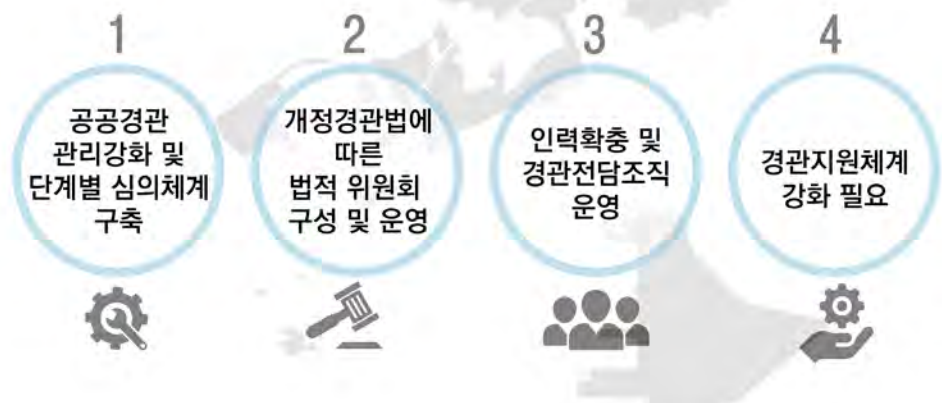 1
공공경관
관리강화 및
단계별 심의체계
구축
2
개정경관법에
따른
법적 위원회
구성 및 운영
3
인력확충 및
경관전담조직
운영
4
경관지원체계
강화 필요